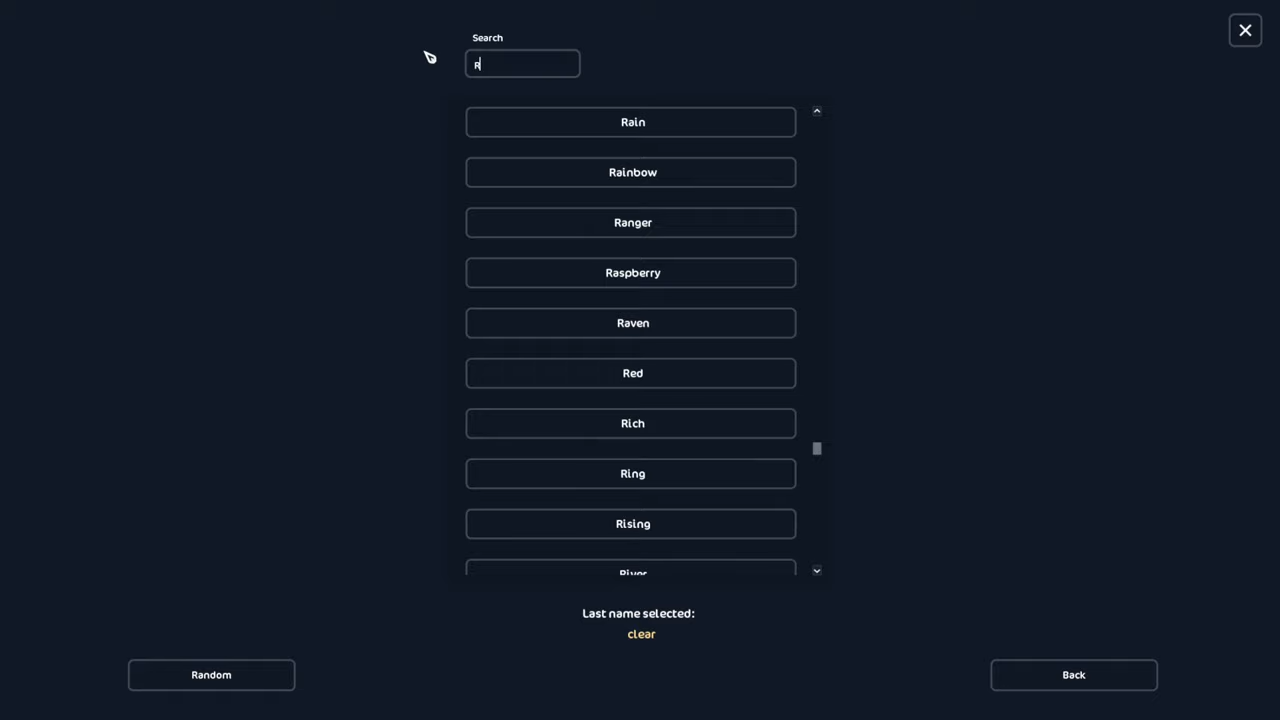 Search
R
Rain
Rainbow
Ranger
Raspberry
Raven
Red
Rich
Ring
Rising
River
Last name selected:
clear
Random
Back